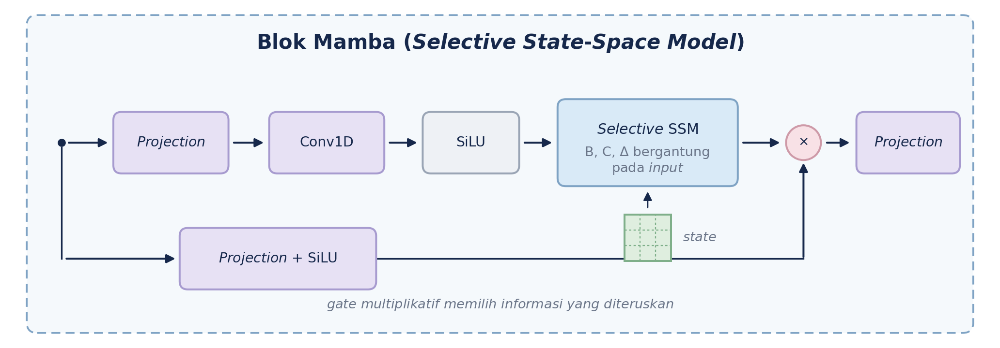 Blok Mamba (Selective State-Space Model)
Projection
Conv1D
SiLU
Selective SSM
B, C, Δ bergantung
pada input
×
Projection
state
Projection + SiLU
gate multiplikatif memilih informasi yang diteruskan